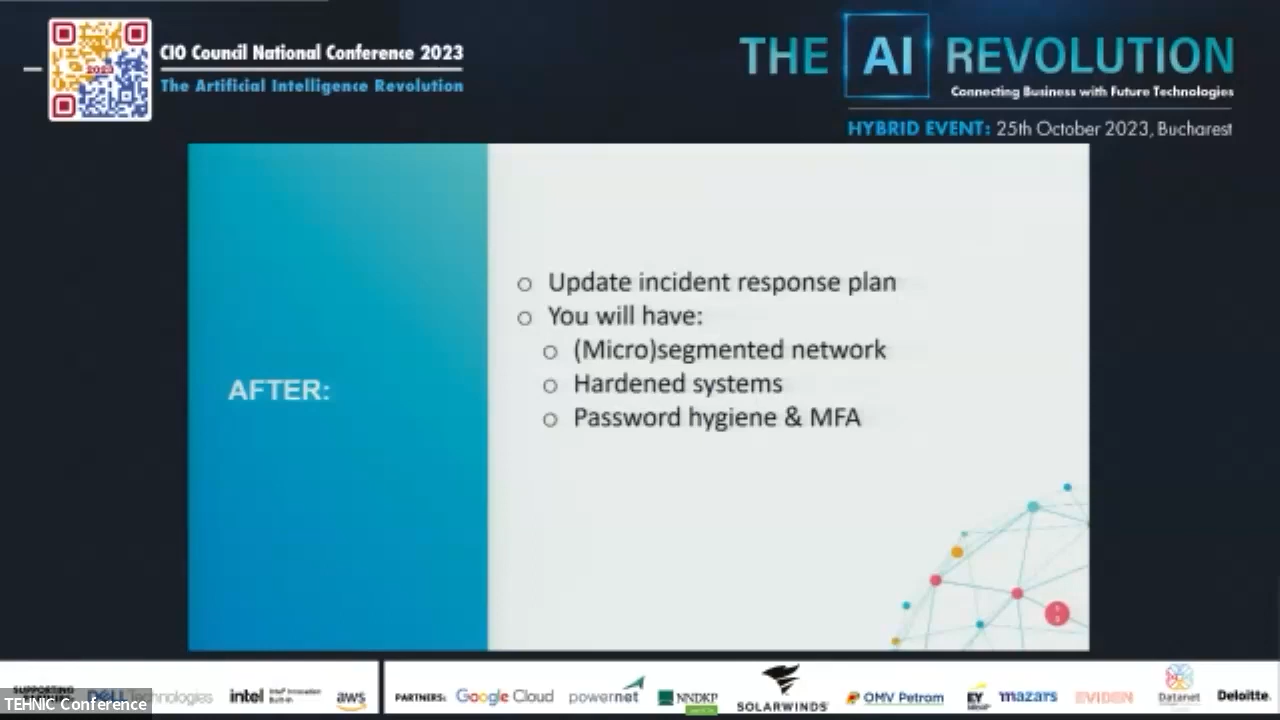 2023
CIO Council National Conference 2023
The Artificial Intelligence Revolution
THE AI REVOLUTION
Connecting Business with Future Technologies
HYBRID EVENT: 25th October 2023, Bucharest
AFTER:
Update incident response plan
You will have:
(Micro)segmented network
Hardened systems
Password hygiene & MFA
DELL Technologies
intel
aws
PARTNERS:
Google Cloud
powernet
NNDKP
SOLARWINDS
OMV Petrom
EY
mazars
EVIDEN
Datanet
Deloitte.
TEHNIC Conference